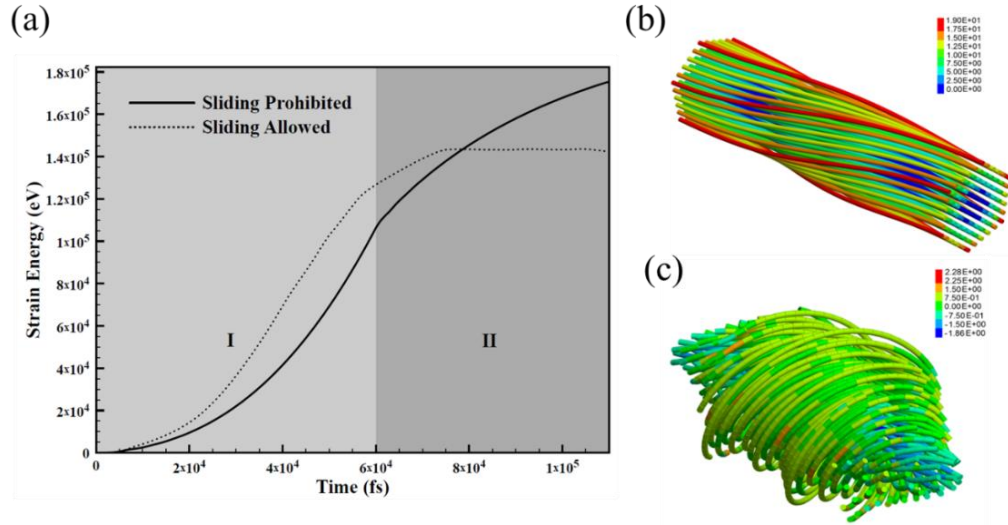 (a)
1.8x10⁵
1.6x10⁵
1.4x10⁵
1.2x10⁵
1x10⁵
8x10⁴
6x10⁴
4x10⁴
2x10⁴
0
Strain Energy (eV)
Sliding Prohibited
Sliding Allowed
I
II
0
2x10⁴
4x10⁴
6x10⁴
8x10⁴
1x10⁵
Time (fs)
(b)
1.90E+01
1.75E+01
1.50E+01
1.25E+01
1.00E+01
7.50E+00
5.00E+00
2.50E+00
0.00E+00
(c)
2.28E+00
2.25E+00
1.50E+00
7.50E-01
0.00E+00
-7.50E-01
-1.50E+00
-1.86E+00